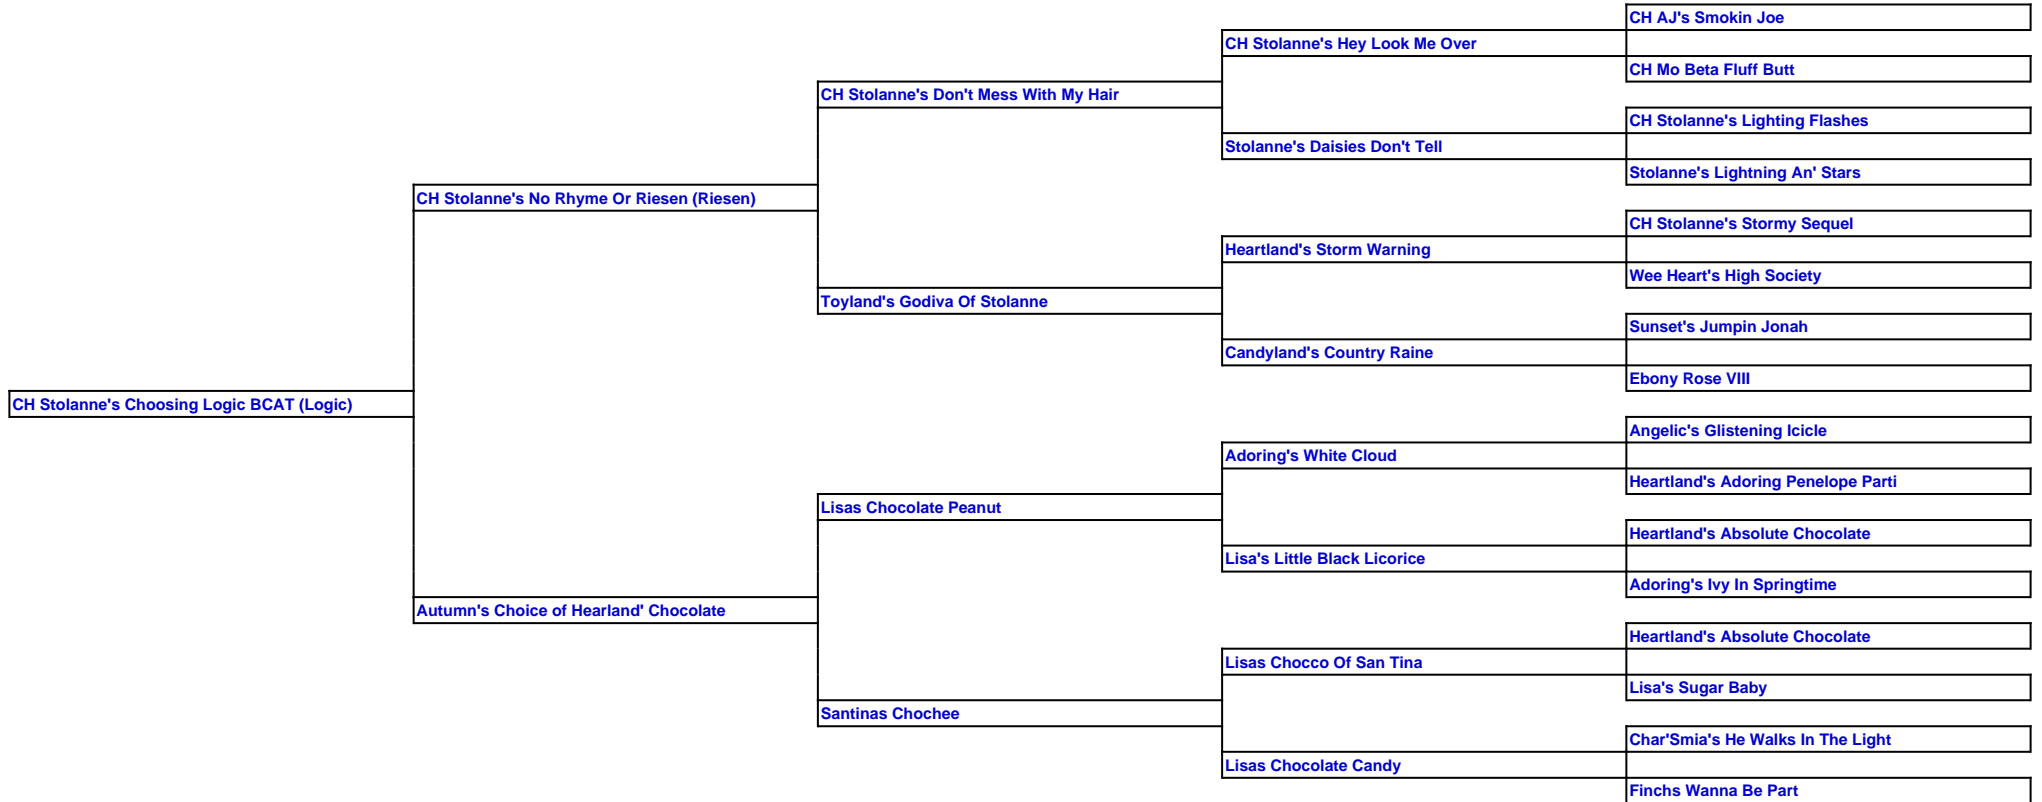 CH AJ's Smokin Joe
CH Stolanne's Hey Look Me Over
CH Mo Beta Fluff Butt
CH Stolanne's Don't Mess With My Hair
CH Stolanne's Lighting Flashes
Stolanne's Daisies Don't Tell
Stolanne's Lightning An' Stars
CH Stolanne's No Rhyme Or Riesen (Riesen)
CH Stolanne's Stormy Sequel
Heartland's Storm Warning
Wee Heart's High Society
Toyland's Godiva Of Stolanne
Sunset's Jumpin Jonah
Candyland's Country Raine
Ebony Rose VIII
CH Stolanne's Choosing Logic BCAT (Logic)
Angelic's Glistening Icicle
Adoring's White Cloud
Heartland's Adoring Penelope Parti
Lisas Chocolate Peanut
Heartland's Absolute Chocolate
Lisa's Little Black Licorice
Adoring's Ivy In Springtime
Autumn's Choice of Hearland' Chocolate
Heartland's Absolute Chocolate
Lisas Chocco Of San Tina
Lisa's Sugar Baby
Santinas Chochee
Char'Smia's He Walks In The Light
Lisas Chocolate Candy
Finchs Wanna Be Part